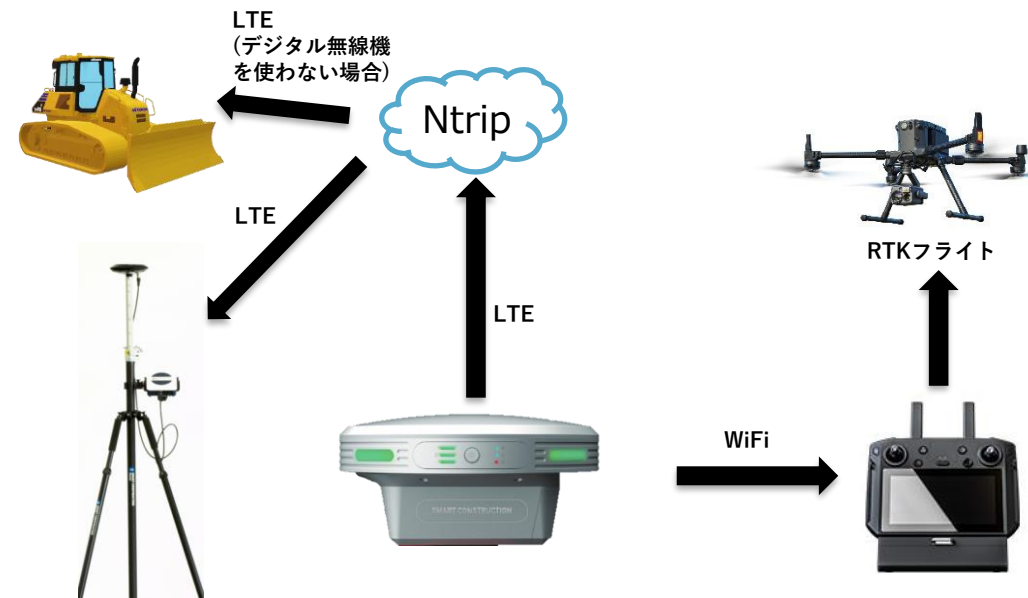 LTE
(デジタル無線機
を使わない場合)
Ntrip
LTE
RTKフライト
LTE
WiFi
SMART CONSTRUCTION